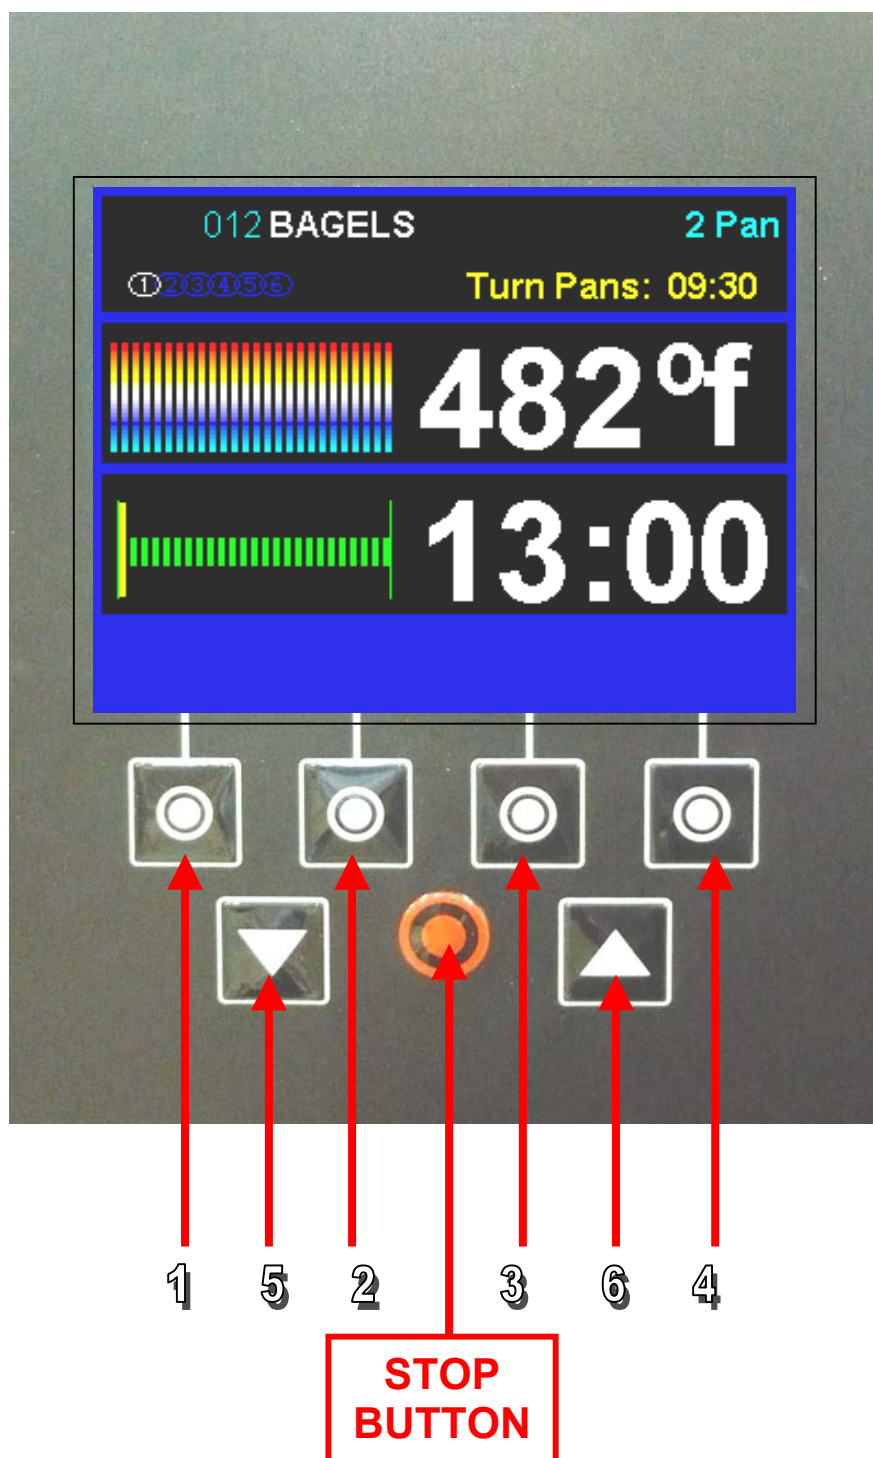 012 BAGELS 2 Pan
①②③④⑤⑥ Turn Pans: 09:30
482ºf
13:00
1 5 2 3 6 4
STOP
BUTTON